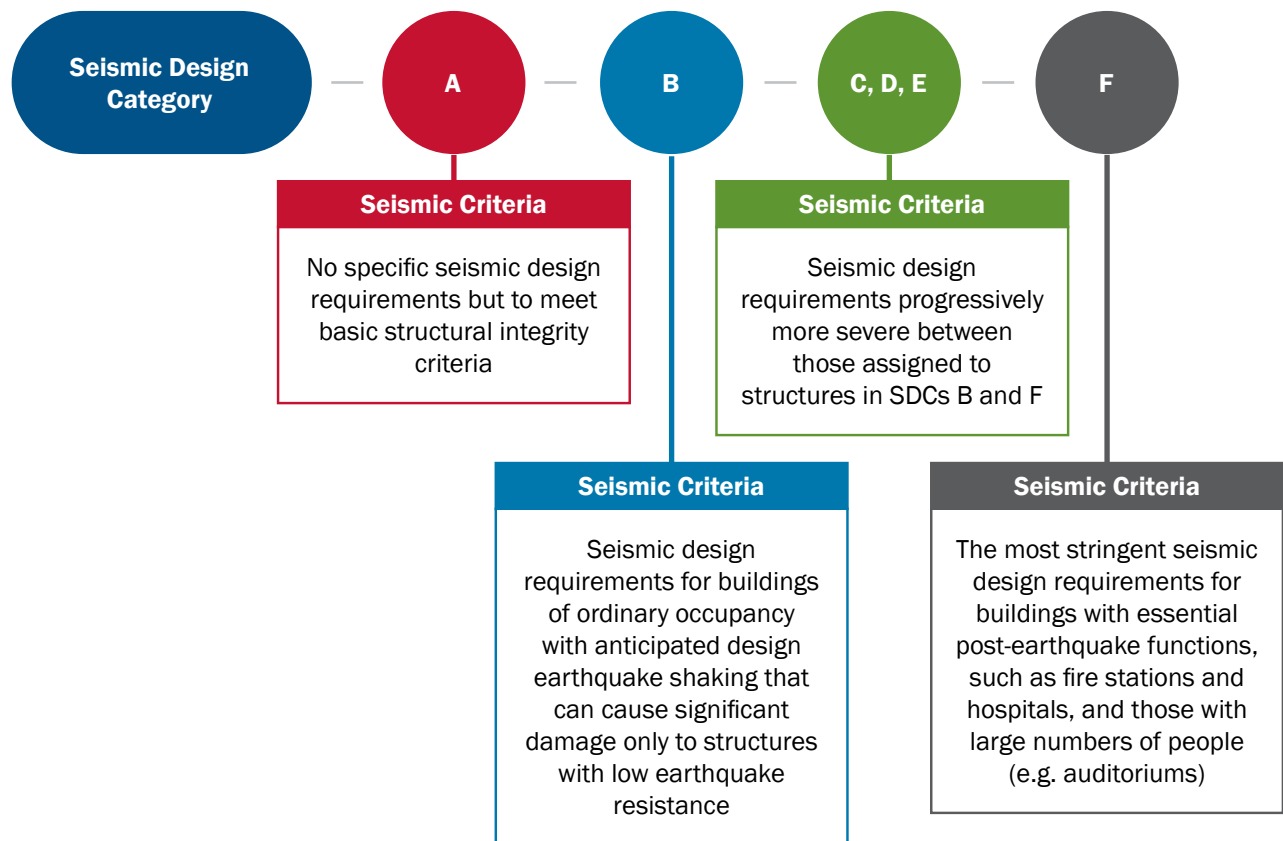 Seismic Design
Category
A
B
C, D, E
F
Seismic Criteria
No specific seismic design
requirements but to meet
basic structural integrity
criteria
Seismic Criteria
Seismic design
requirements for buildings
of ordinary occupancy
with anticipated design
earthquake shaking that
can cause significant
damage only to structures
with low earthquake
resistance
Seismic Criteria
Seismic design
requirements progressively
more severe between
those assigned to
structures in SDCs B and F
Seismic Criteria
The most stringent seismic
design requirements for
buildings with essential
post-earthquake functions,
such as fire stations and
hospitals, and those with
large numbers of people
(e.g. auditoriums)